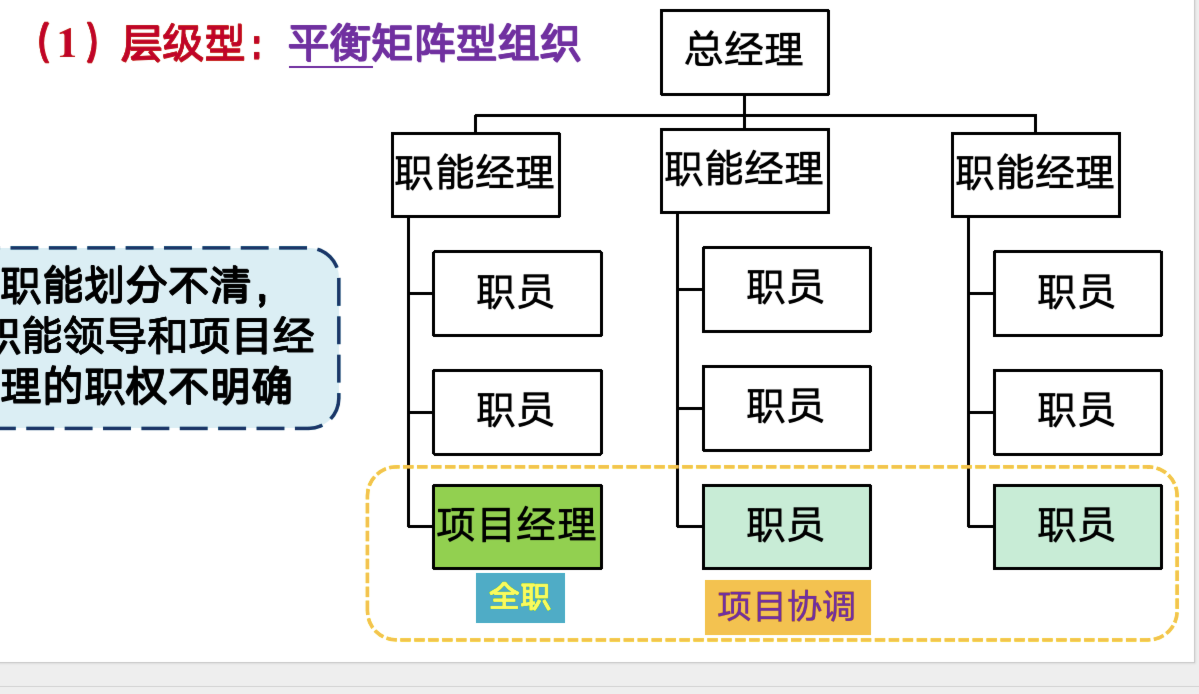 （1）层级型：平衡矩阵型组织
总经理
职能经理
职能经理
职能经理
职能划分不清，
职能领导和项目经
理的职权不明确
职员
职员
职员
职员
职员
职员
项目经理
职员
职员
全职
项目协调